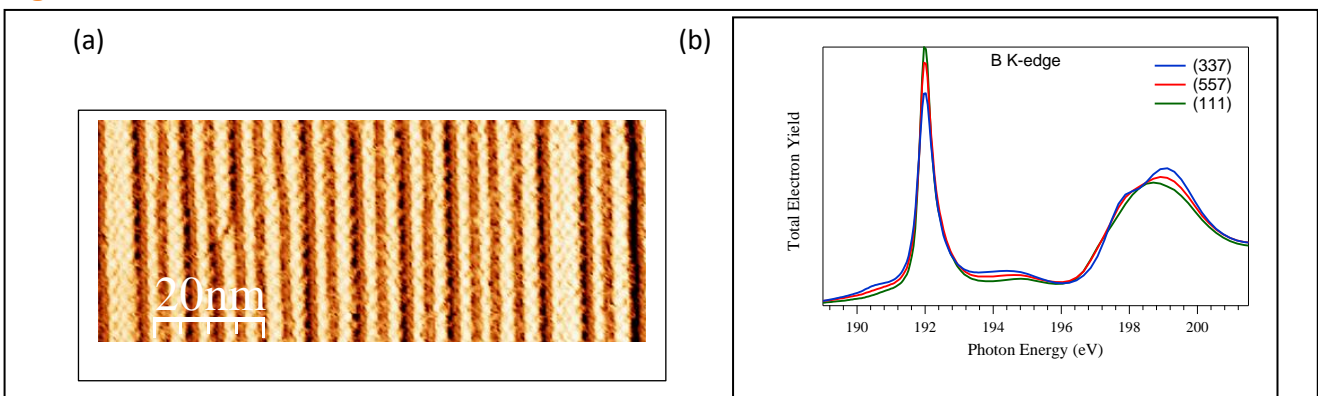 (a)
20nm
(b)
B K-edge
(337)
(557)
(111)
Total Electron Yield
190 192 194 196 198 200
Photon Energy (eV)